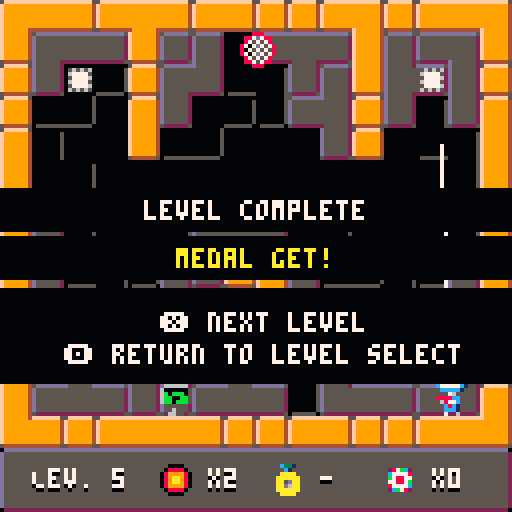 LEVEL COMPLETE
MEDAL GET!
NEXT LEVEL
RETURN TO LEVEL SELECT
LEV. 5 X2 - X0